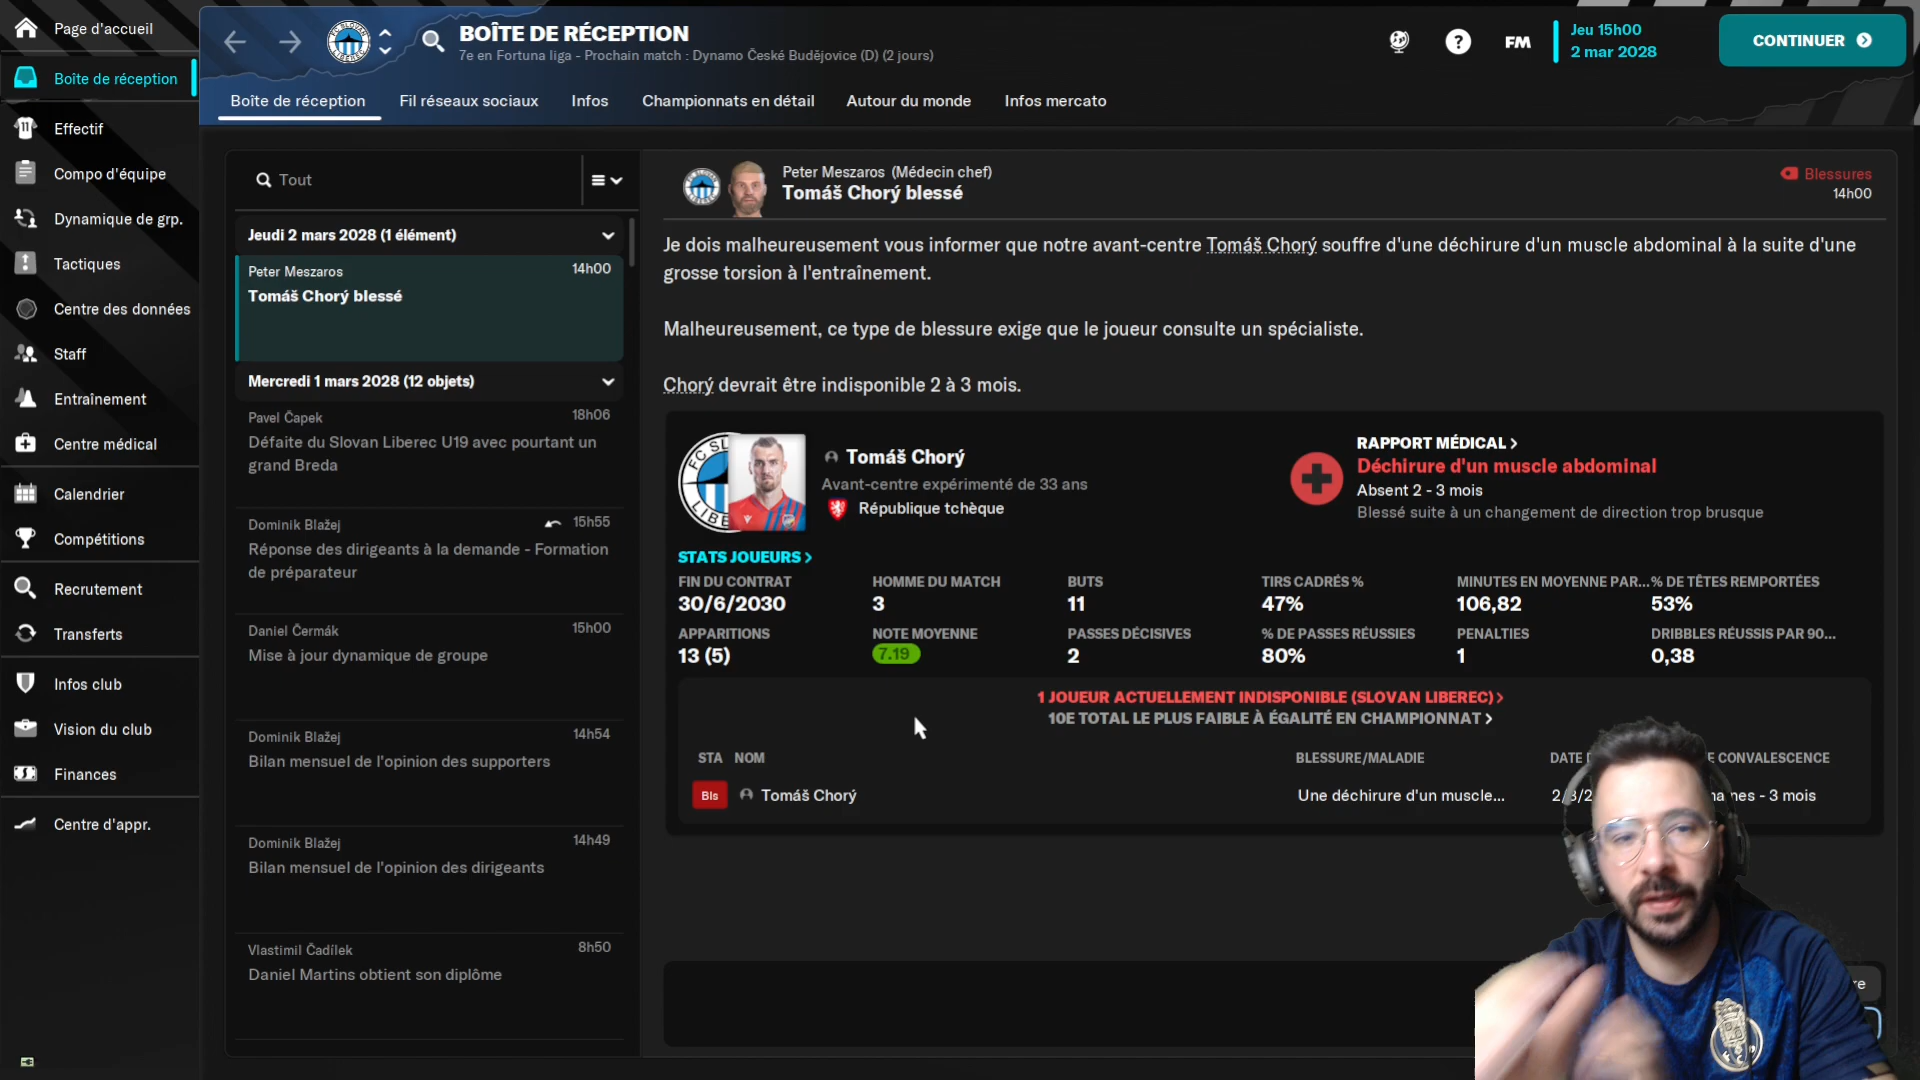 Page d'accueil
Boîte de réception
Effectif
Compo d'équipe
Dynamique de grp.
Tactiques
Centre des données
Staff
Entraînement
Centre médical
Calendrier
Compétitions
Recrutement
Transferts
Infos club
Vision du club
Finances
Centre d'appr.
BOÎTE DE RÉCEPTION
7e en Fortuna liga - Prochain match : Dynamo České Budějovice (D) (2 jours)
FM
Jeu 15h00
2 mar 2028
CONTINUER
Boîte de réception
Fil réseaux sociaux
Infos
Championnats en détail
Autour du monde
Infos mercato
Tout
Jeudi 2 mars 2028 (1 élément)
Peter Meszaros
14h00
Tomáš Chorý blessé
Mercredi 1 mars 2028 (12 objets)
Pavel Čapek
18h06
Défaite du Slovan Liberec U19 avec pourtant un
grand Breda
Dominik Blažej
15h55
Réponse des dirigeants à la demande - Formation
de préparateur
Daniel Čermák
15h00
Mise à jour dynamique de groupe
Dominik Blažej
14h54
Bilan mensuel de l'opinion des supporters
Dominik Blažej
14h49
Bilan mensuel de l'opinion des dirigeants
Vlastimil Čadílek
8h50
Daniel Martins obtient son diplôme
Peter Meszaros (Médecin chef)
Tomáš Chorý blessé
Blessures
14h00
Je dois malheureusement vous informer que notre avant-centre Tomáš Chorý souffre d'une déchirure d'un muscle abdominal à la suite d'une
grosse torsion à l'entraînement.
Malheureusement, ce type de blessure exige que le joueur consulte un spécialiste.
Chorý devrait être indisponible 2 à 3 mois.
Tomáš Chorý
Avant-centre expérimenté de 33 ans
République tchèque
RAPPORT MÉDICAL
Déchirure d'un muscle abdominal
Absent 2 - 3 mois
Blessé suite à un changement de direction trop brusque
STATS JOUEURS
FIN DU CONTRAT
HOMME DU MATCH
BUTS
TIRS CADRÉS %
MINUTES EN MOYENNE PAR...
% DE TÊTES REMPORTÉES
30/6/2030
3
11
47%
106,82
53%
APPARITIONS
NOTE MOYENNE
PASSES DÉCISIVES
% DE PASSES RÉUSSIES
PENALTIES
DRIBBLES RÉUSSIS PAR 90...
13 (5)
7.19
2
80%
1
0,38
1 JOUEUR ACTUELLEMENT INDISPONIBLE (SLOVAN LIBEREC)
10E TOTAL LE PLUS FAIBLE À ÉGALITÉ EN CHAMPIONNAT
STA
NOM
BLESSURE/MALADIE
DATE
CONVALESCENCE
Bls
Tomáš Chorý
Une déchirure d'un muscle...
- 3 mois